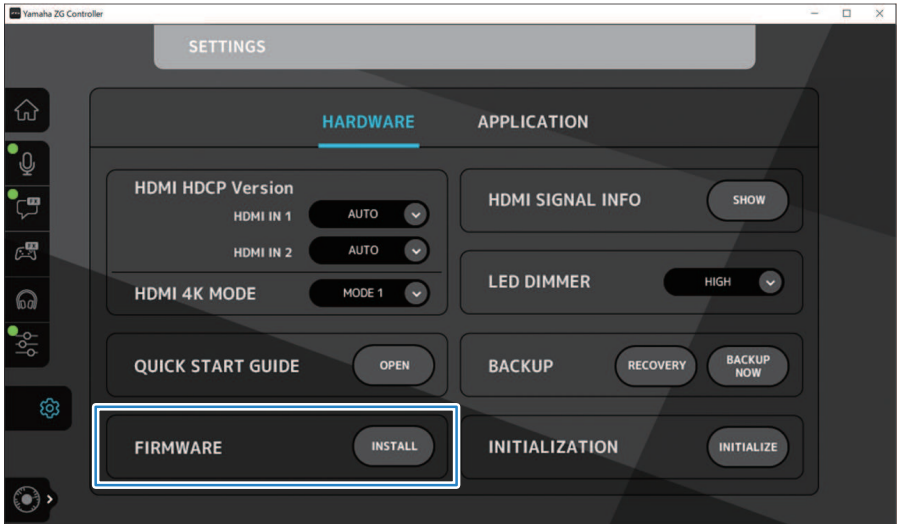 Yamaha ZG Controller
SETTINGS
HARDWARE
APPLICATION
HDMI HDCP Version
HDMI IN 1
AUTO
HDMI IN 2
AUTO
HDMI 4K MODE
MODE 1
HDMI SIGNAL INFO
SHOW
LED DIMMER
HIGH
QUICK START GUIDE
OPEN
BACKUP
RECOVERY
BACKUP
NOW
FIRMWARE
INSTALL
INITIALIZATION
INITIALIZE
FX
FX